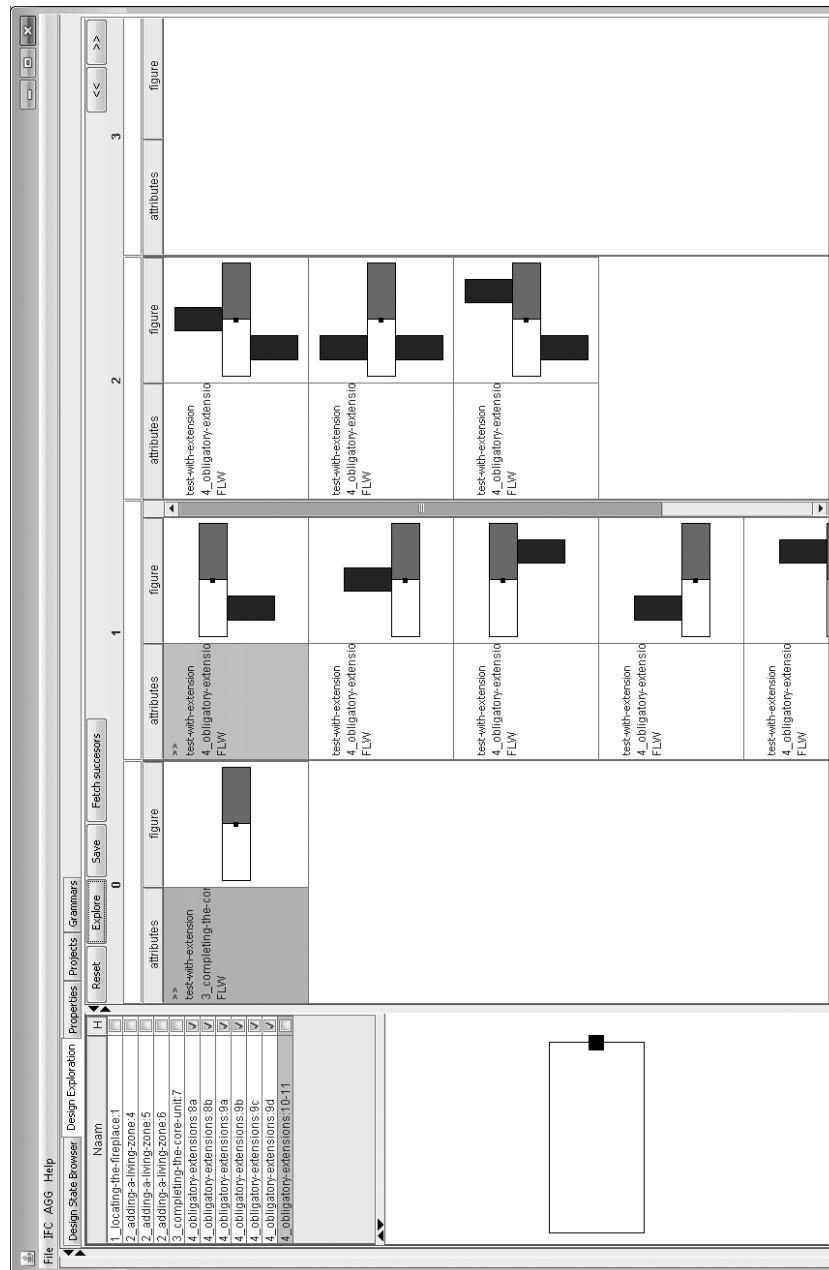 File IFC AGG Help
Design State Browser Design Exploration Properties Projects Grammars
Naam H
1_locating-the-fireplace:1
2_adding-a-living-zone:4
2_adding-a-living-zone:5
2_adding-a-living-zone:6
3_completing-the-core-unit:7
4_obligatory-extensions:8a
4_obligatory-extensions:8b
4_obligatory-extensions:9a
4_obligatory-extensions:9b
4_obligatory-extensions:9c
4_obligatory-extensions:9d
4_obligatory-extensions:10-11
Reset Explore Save Fetch succesors << >>
0 1 2 3
attributes figure attributes figure attributes figure attributes figure
>>
test-with-extension
3_completing-the-cor
FLW
>>
test-with-extension
4_obligatory-extensio
FLW
test-with-extension
4_obligatory-extensio
FLW
test-with-extension
4_obligatory-extensio
FLW
test-with-extension
4_obligatory-extensio
FLW
test-with-extension
4_obligatory-extensio
FLW
test-with-extension
4_obligatory-extensio
FLW
test-with-extension
4_obligatory-extensio
FLW
test-with-extension
4_obligatory-extensio
FLW